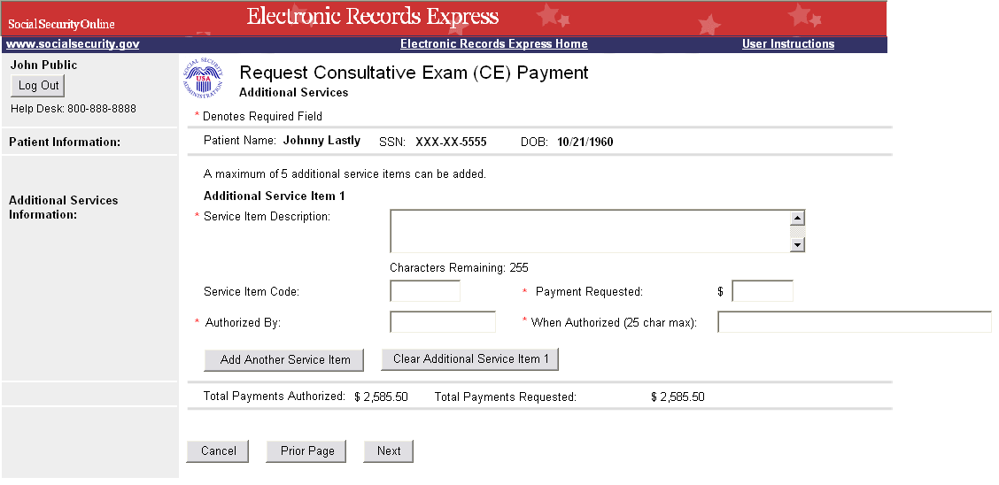 Electronic Records Express
Social Security Online
www.socialsecurity.gov Electronic Records Express Home User Instructions
John Public
Log Out
Help Desk: 800-888-8888
SOCIAL SECURITY ADMINISTRATION
USA
Request Consultative Exam (CE) Payment
Additional Services
* Denotes Required Field
Patient Information:
Patient Name: Johnny Lastly SSN: XXX-XX-5555 DOB: 10/21/1960
Additional Services
Information:
A maximum of 5 additional service items can be added.
Additional Service Item 1
* Service Item Description:
Characters Remaining: 255
Service Item Code: * Payment Requested: $
* Authorized By: * When Authorized (25 char max):
Add Another Service Item Clear Additional Service Item 1
Total Payments Authorized: $ 2,585.50 Total Payments Requested: $ 2,585.50
Cancel Prior Page Next